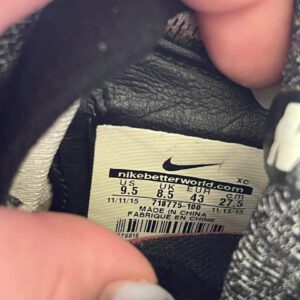 XC
nikebetterworld.com
US UK EUR cm
9.5 8.5 43 27.5
11/11/15 718775-100 11/13/15
MADE IN CHINA
FABRIQUÉ EN CHINE